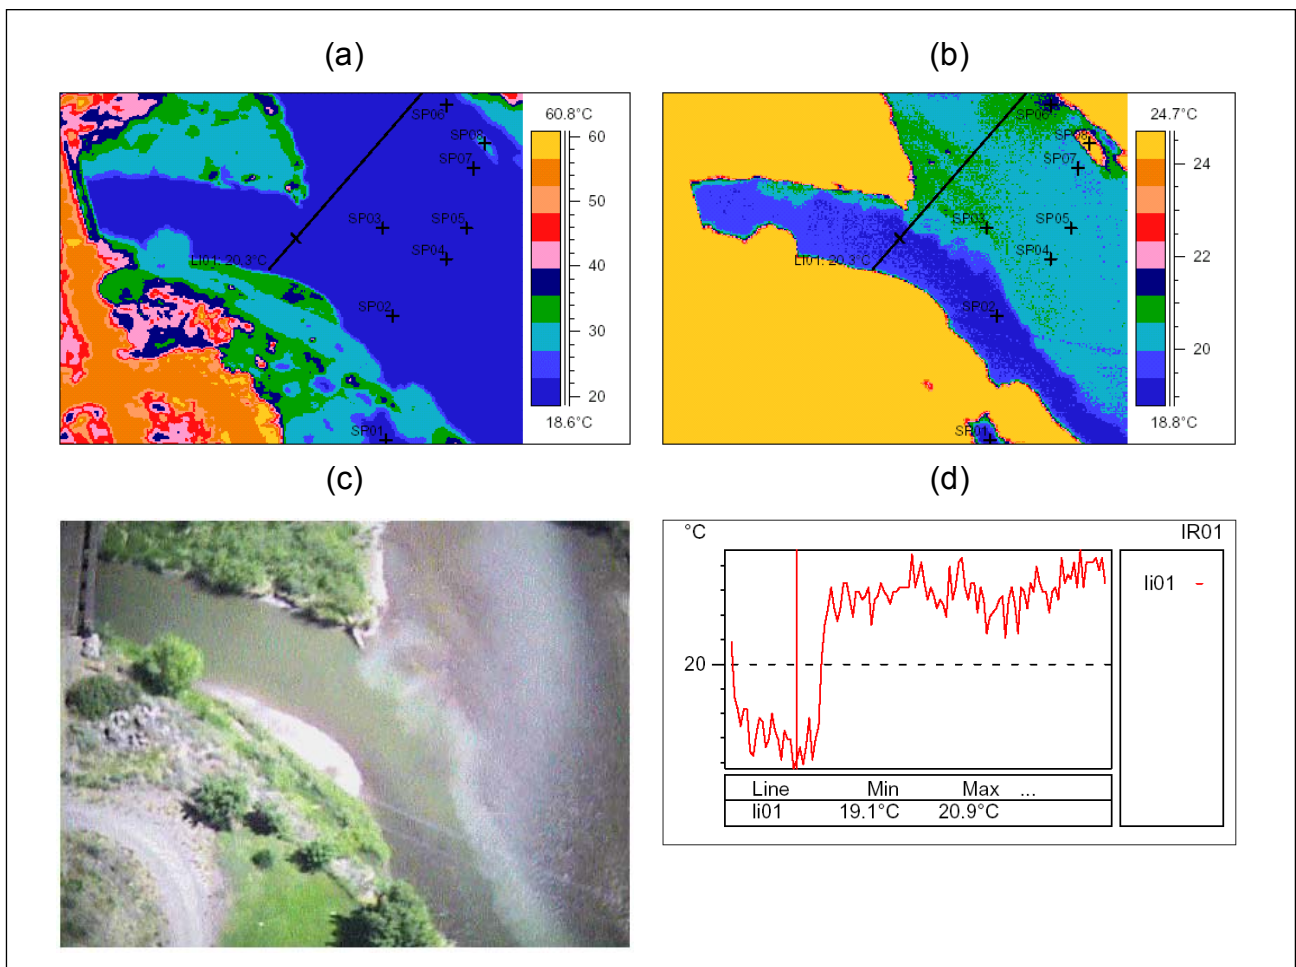 (a)
(b)
60.8°C
60
50
40
30
20
18.6°C
SP06
SP08
SP07
SP03
SP05
SP04
LI01: 20.3°C
SP02
SP01
24.7°C
24
22
20
18.8°C
SP06
SP08
SP07
SP03
SP05
SP04
LI01: 20.3°C
SP02
SP01
(c)
(d)
°C
IR01
20
li01
Line Min Max ...
li01 19.1°C 20.9°C